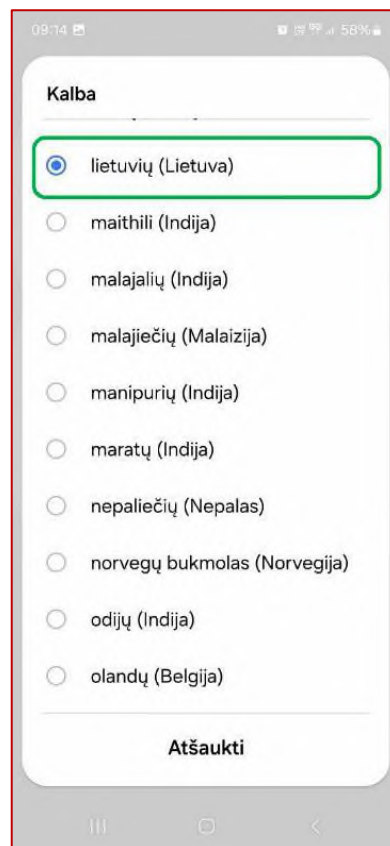 09:14 58%
Kalba
lietuvių (Lietuva)
maithili (Indija)
malajalių (Indija)
malajiečių (Malaizija)
manipurių (Indija)
maratų (Indija)
nepaliečių (Nepalas)
norvegų bukmolas (Norvegija)
odijų (Indija)
olandų (Belgija)
Atšaukti